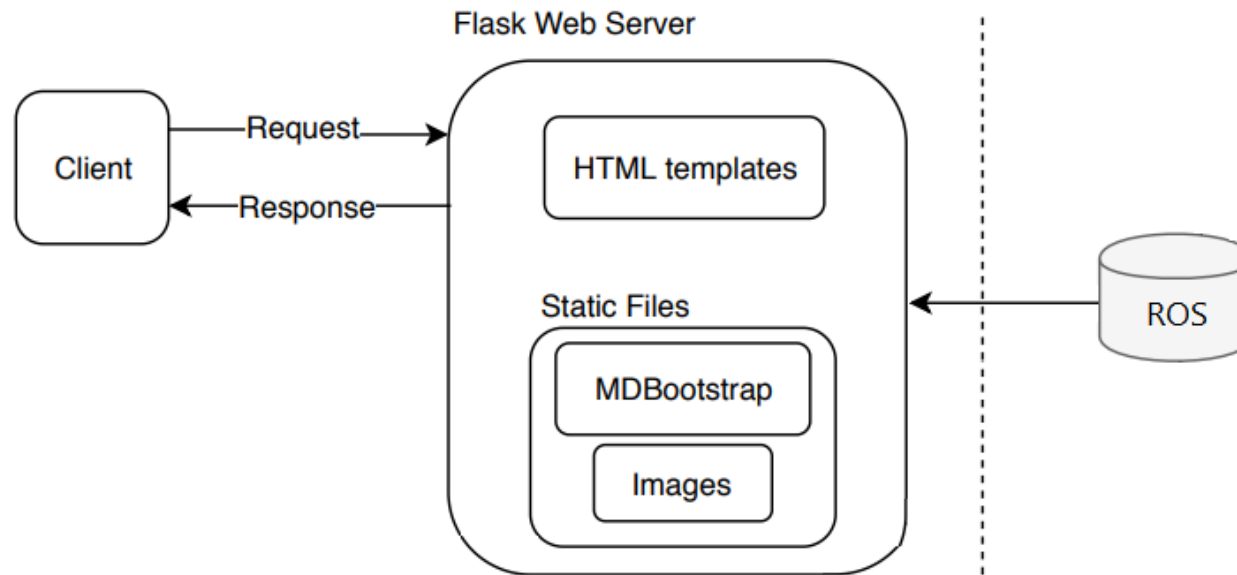 Flask Web Server
Client
Request
Response
HTML templates
Static Files
MDBootstrap
Images
ROS